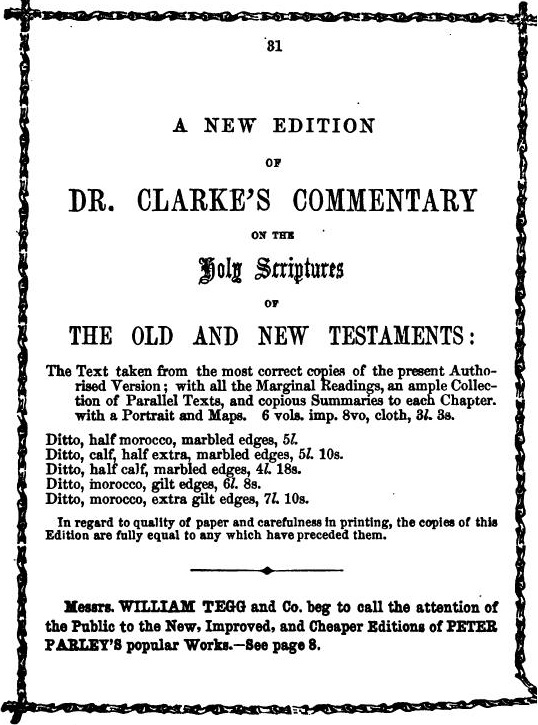 31
A NEW EDITION
OF
DR. CLARKE'S COMMENTARY
ON THE
Holy Scriptures
OF
THE OLD AND NEW TESTAMENTS:
The Text taken from the most correct copies of the present Autho-
rised Version; with all the Marginal Readings, an ample Collec-
tion of Parallel Texts, and copious Summaries to each Chapter.
with a Portrait and Maps. 6 vols. imp. 8vo, cloth, 3l. 3s.
Ditto, half morocco, marbled edges, 5l.
Ditto, calf, half extra, marbled edges, 5l. 10s.
Ditto, half calf, marbled edges, 4l. 18s.
Ditto, morocco, gilt edges, 6l. 8s.
Ditto, morocco, extra gilt edges, 7l. 10s.
In regard to quality of paper and carefulness in printing, the copies of this
Edition are fully equal to any which have preceded them.
Messrs. WILLIAM TEGG and Co. beg to call the attention of
the Public to the New, Improved, and Cheaper Editions of PETER
PARLEY'S popular Works.—See page 8.